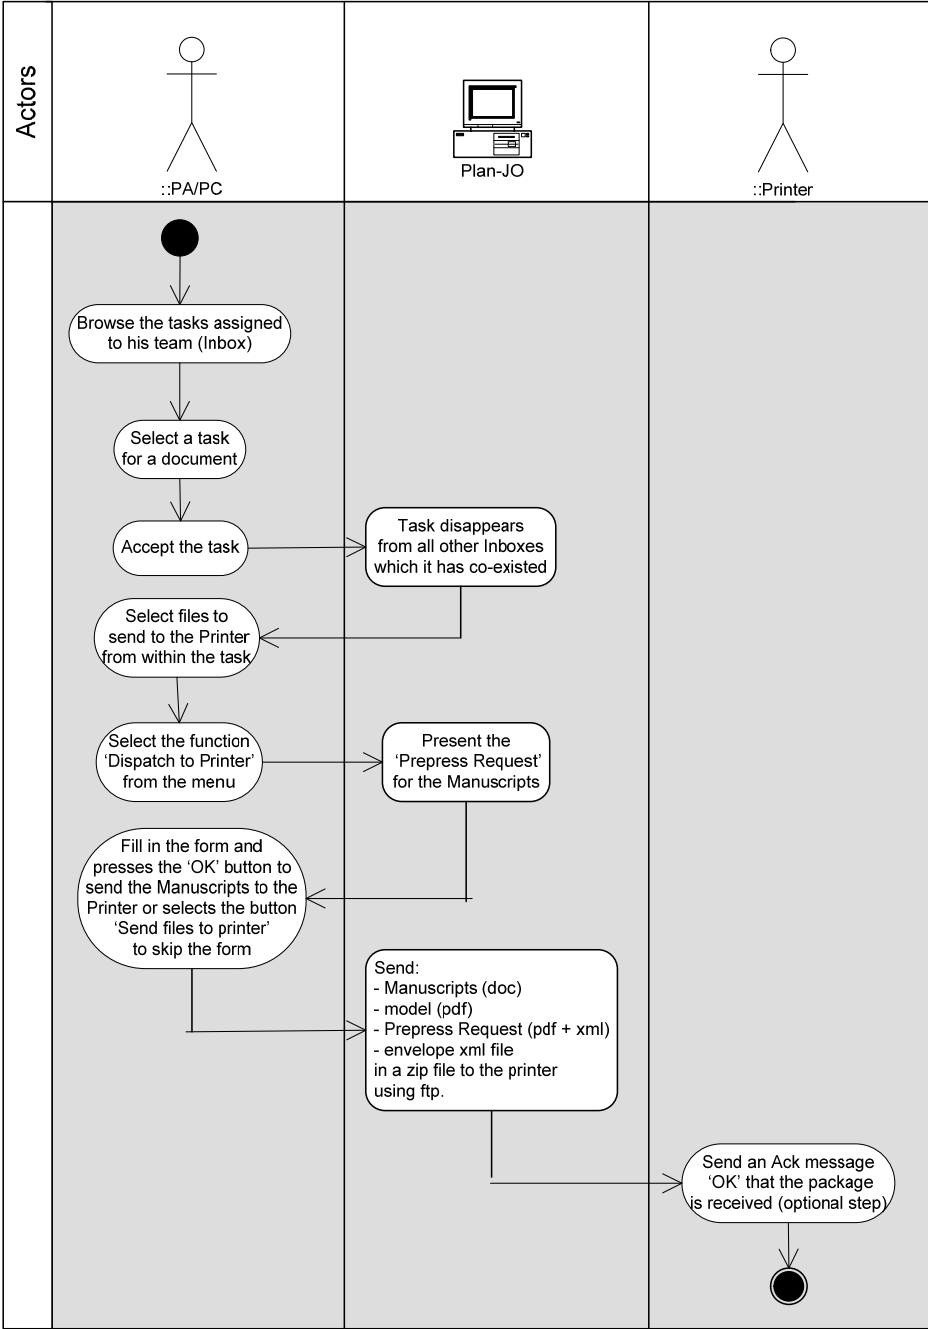 Actors
::PA/PC
Plan-JO
::Printer
Browse the tasks assigned
to his team (Inbox)
Select a task
for a document
Accept the task
Task disappears
from all other Inboxes
which it has co-existed
Select files to
send to the Printer
from within the task
Select the function
‘Dispatch to Printer’
from the menu
Present the
‘Prepress Request’
for the Manuscripts
Fill in the form and
presses the ‘OK’ button to
send the Manuscripts to the
Printer or selects the button
‘Send files to printer’
to skip the form
Send:
- Manuscripts (doc)
- model (pdf)
- Prepress Request (pdf + xml)
- envelope xml file
in a zip file to the printer
using ftp.
Send an Ack message
‘OK’ that the package
is received (optional step)